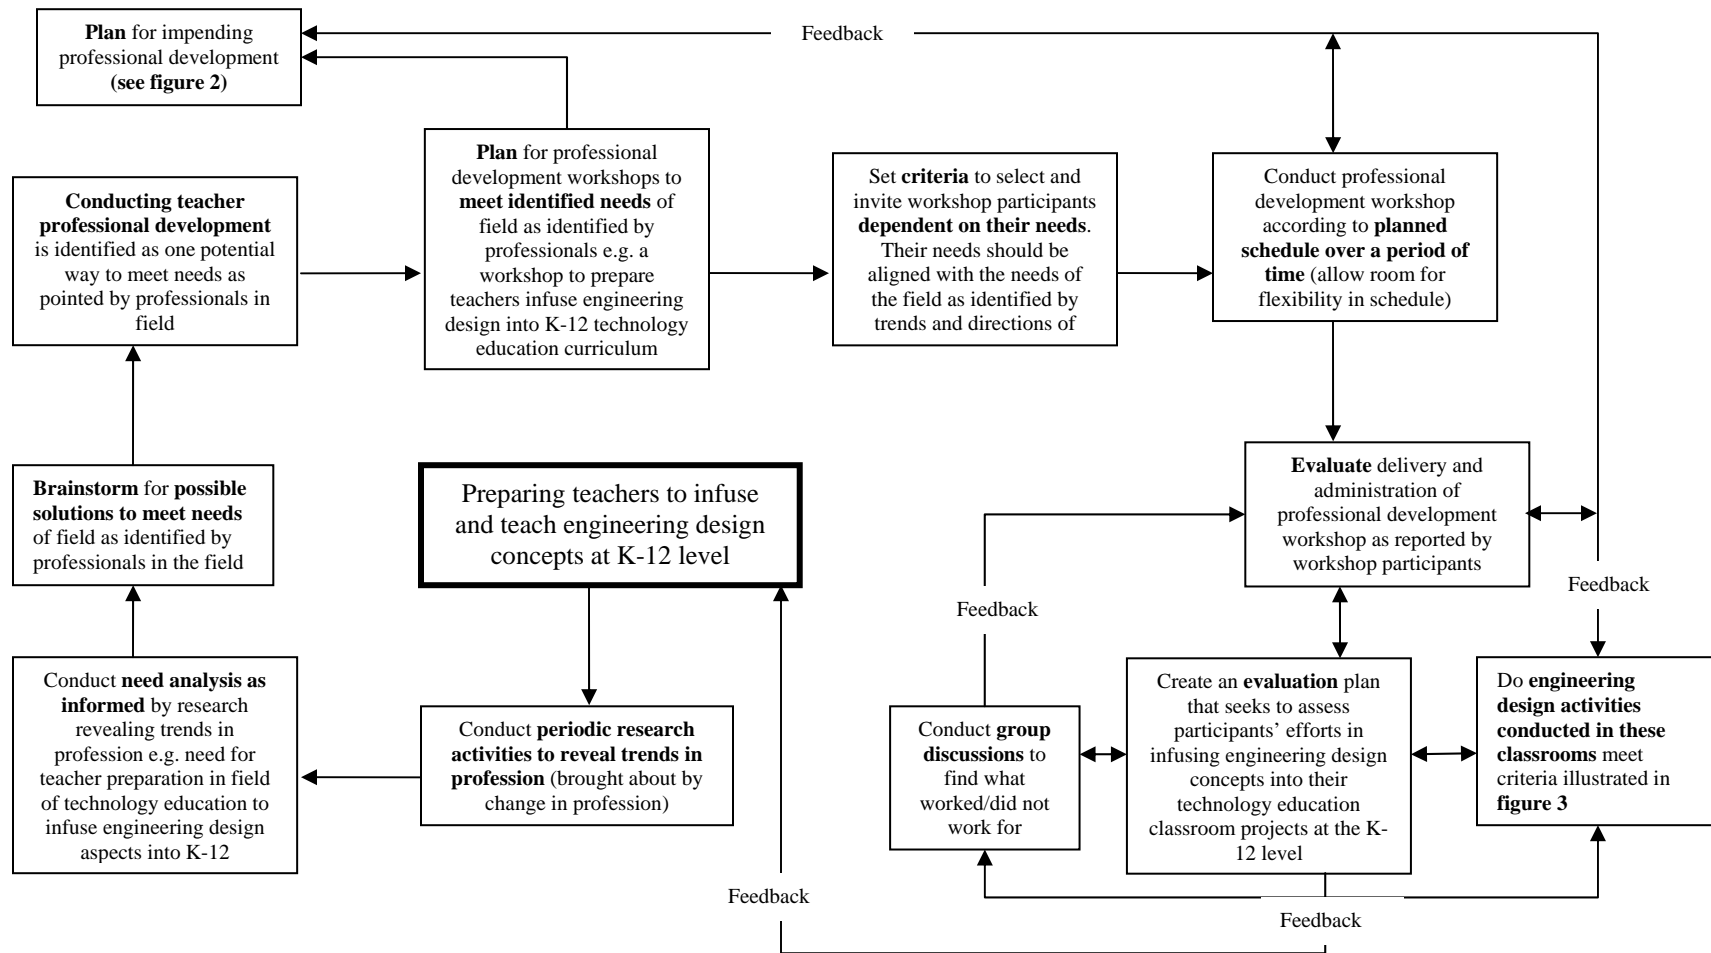 Plan for impending
professional development
(see figure 2)
Feedback
Conducting teacher
professional development
is identified as one potential
way to meet needs as
pointed by professionals in
field
Plan for professional
development workshops to
meet identified needs of
field as identified by
professionals e.g. a
workshop to prepare
teachers infuse engineering
design into K-12 technology
education curriculum
Set criteria to select and
invite workshop participants
dependent on their needs.
Their needs should be
aligned with the needs of
the field as identified by
trends and directions of
Conduct professional
development workshop
according to planned
schedule over a period of
time (allow room for
flexibility in schedule)
Brainstorm for possible
solutions to meet needs
of field as identified by
professionals in the field
Preparing teachers to infuse
and teach engineering design
concepts at K-12 level
Evaluate delivery and
administration of
professional development
workshop as reported by
workshop participants
Feedback
Feedback
Conduct need analysis as
informed by research
revealing trends in
profession e.g. need for
teacher preparation in field
of technology education to
infuse engineering design
aspects into K-12
Conduct periodic research
activities to reveal trends in
profession (brought about by
change in profession)
Conduct group
discussions to
find what
worked/did not
work for
Create an evaluation plan
that seeks to assess
participants’ efforts in
infusing engineering design
concepts into their
technology education
classroom projects at the K-
12 level
Do engineering
design activities
conducted in these
classrooms meet
criteria illustrated in
figure 3
Feedback
Feedback